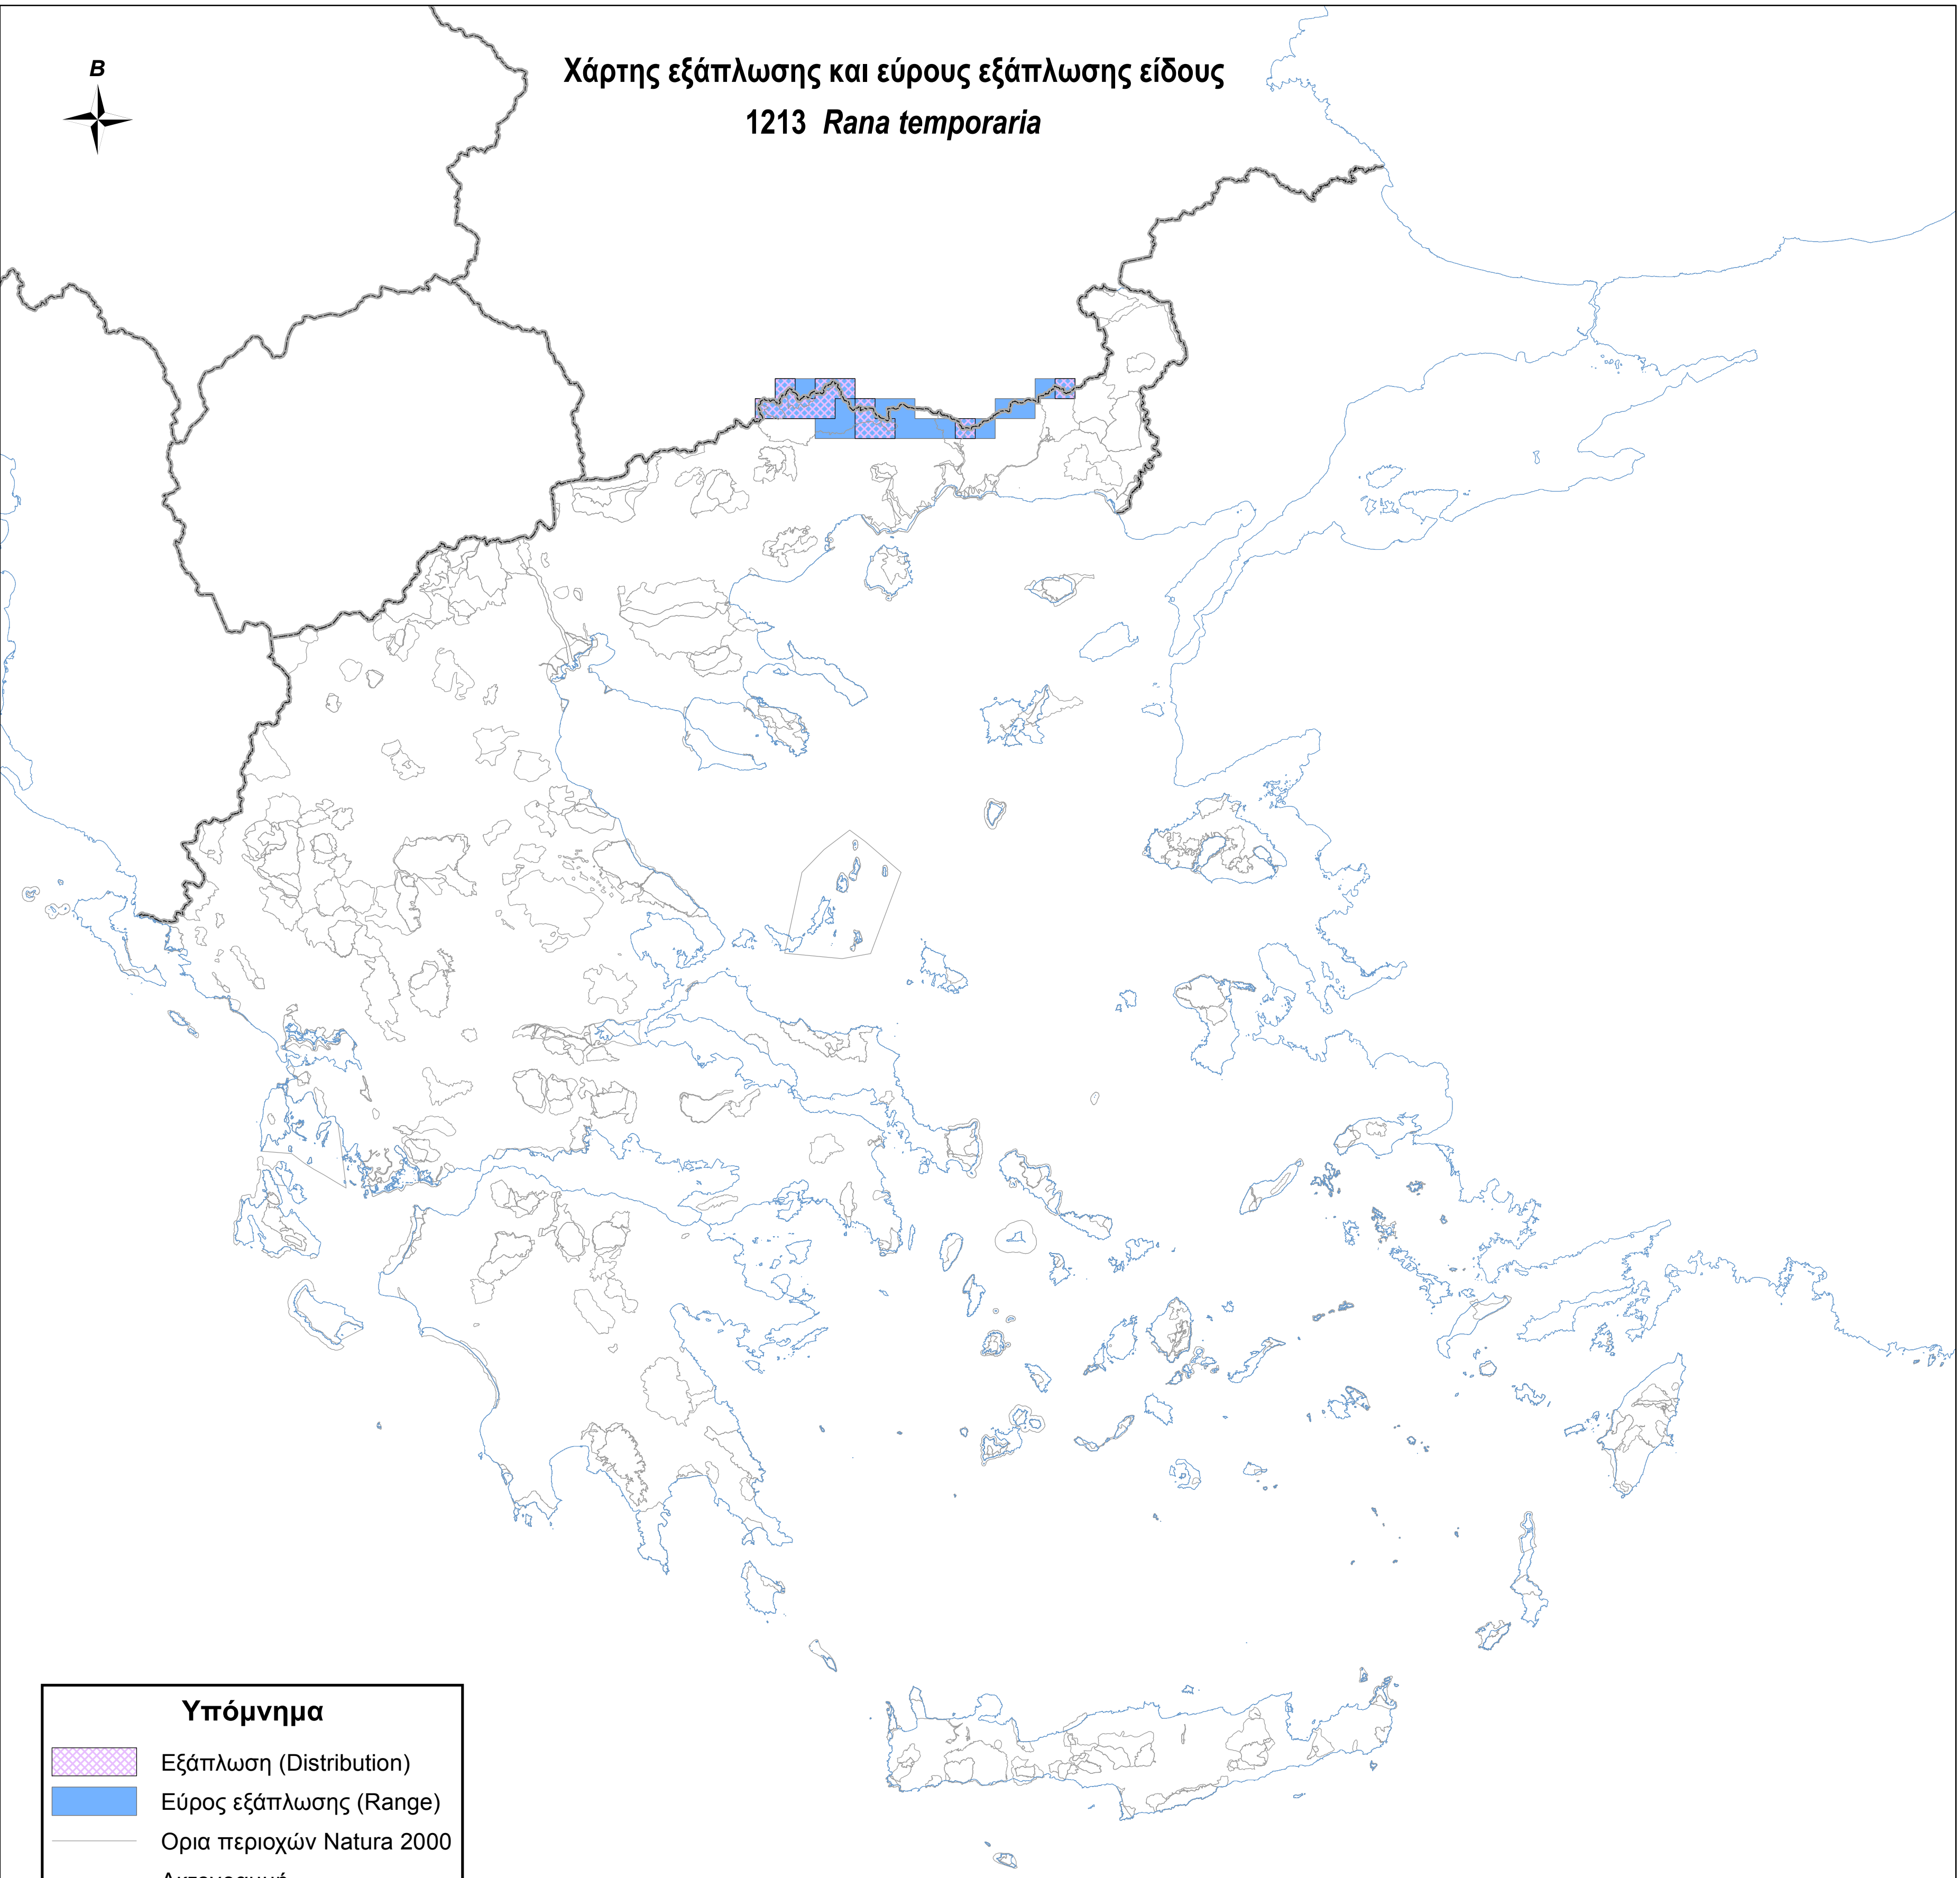 Χάρτης εξάπλωσης και εύρους εξάπλωσης είδους
1213 Rana temporaria
Β
Υπόμνημα
Εξάπλωση (Distribution)
Εύρος εξάπλωσης (Range)
Ορια περιοχών Natura 2000